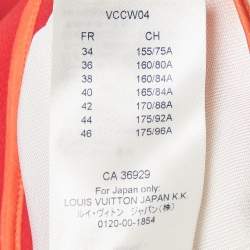 VCCW04
FR CH
34 155/75A
36 160/80A
38 160/84A
40 165/84A
42 170/88A
44 175/92A
46 175/96A
CA 36929
For Japan only:
LOUIS VUITTON JAPAN K.K.
ルイ・ヴィトン ジャパン(株)
0120-00-1854